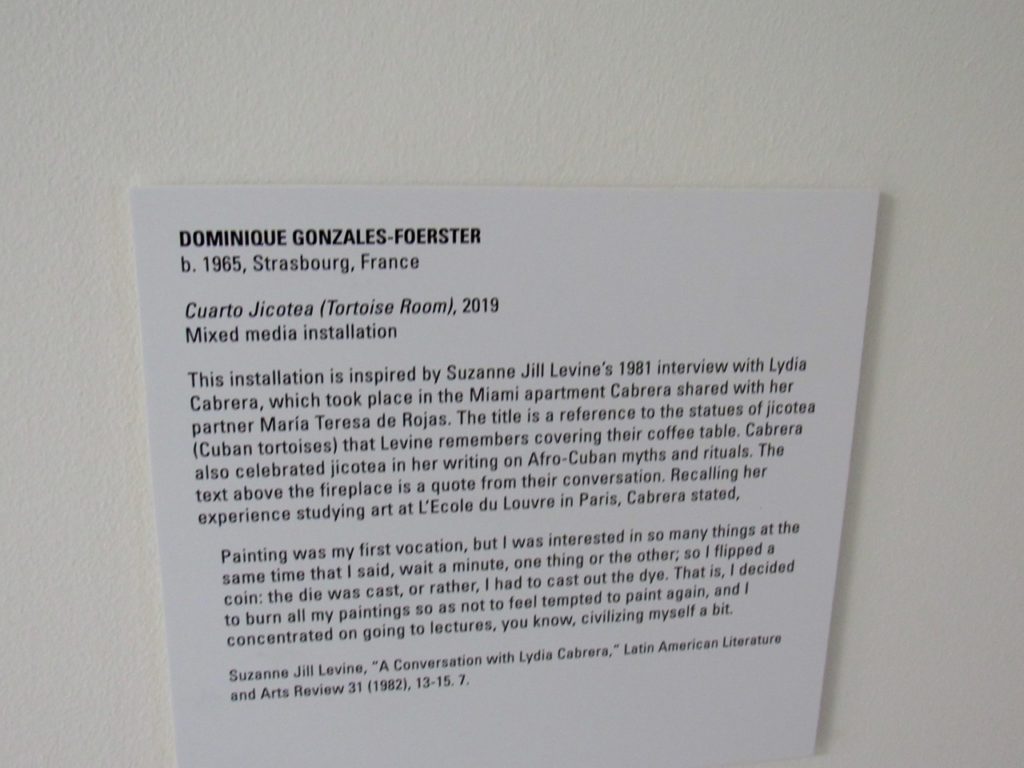 DOMINIQUE GONZALES-FOERSTER
b. 1965, Strasbourg, France
Cuarto Jicotea (Tortoise Room), 2019
Mixed media installation
This installation is inspired by Suzanne Jill Levine's 1981 interview with Lydia
Cabrera, which took place in the Miami apartment Cabrera shared with her
partner María Teresa de Rojas. The title is a reference to the statues of jicotea
(Cuban tortoises) that Levine remembers covering their coffee table. Cabrera
also celebrated jicotea in her writing on Afro-Cuban myths and rituals. The
text above the fireplace is a quote from their conversation. Recalling her
experience studying art at L'Ecole du Louvre in Paris, Cabrera stated,
Painting was my first vocation, but I was interested in so many things at the
same time that I said, wait a minute, one thing or the other; so I flipped a
coin: the die was cast, or rather, I had to cast out the dye. That is, I decided
to burn all my paintings so as not to feel tempted to paint again, and I
concentrated on going to lectures, you know, civilizing myself a bit.
Suzanne Jill Levine, "A Conversation with Lydia Cabrera," Latin American Literature
and Arts Review 31 (1982), 13-15. 7.